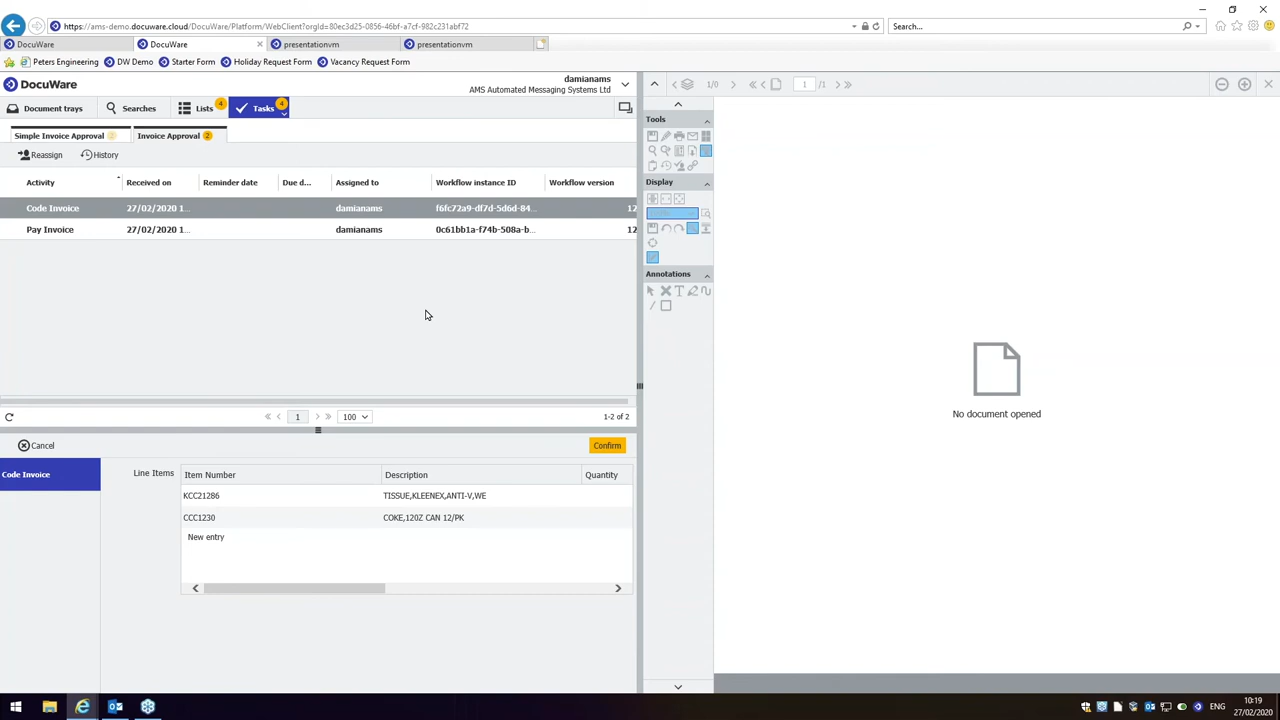 https://ams-demo.docuware.cloud/DocuWare/Platform/WebClient?orgId=80ec3d25-0856-46bf-a7cf-982c231abf72
Search...
DocuWare
DocuWare
presentationvm
presentationvm
Peters Engineering
DW Demo
Starter Form
Holiday Request Form
Vacancy Request Form
DocuWare
damianams
AMS Automated Messaging Systems Ltd
Document trays
Searches
Lists 4
Tasks 4
Simple Invoice Approval 2
Invoice Approval 2
Reassign
History
Activity Received on Reminder date Due d... Assigned to Workflow instance ID Workflow version
Code Invoice 27/02/2020 1... damianams f6fc72a9-df7d-5d6d-84... 12
Pay Invoice 27/02/2020 1... damianams 0c61bb1a-f74b-508a-b... 12
1 100 1-2 of 2
Cancel
Confirm
Code Invoice
Line Items
Item Number Description Quantity
KCC21286 TISSUE,KLEENEX,ANTI-V,WE
CCC1230 COKE,12OZ CAN 12/PK
New entry
1/0
1 /1
Tools
Display
Annotations
No document opened
ENG
10:19
27/02/2020